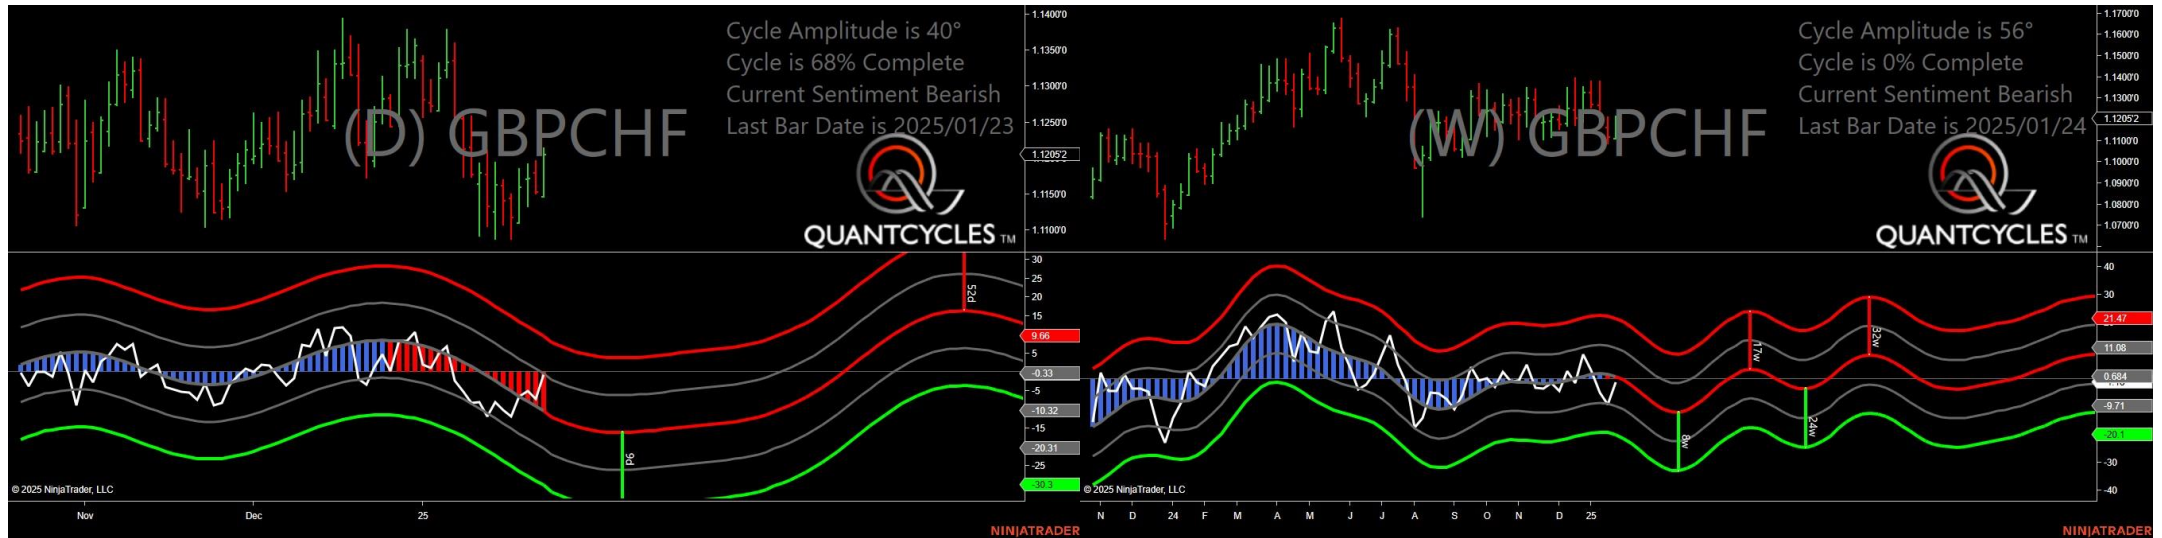 Cycle Amplitude is 40°
Cycle is 68% Complete
Current Sentiment Bearish
Last Bar Date is 2025/01/23
(D) GBPCHF
QUANTCYCLES TM
1.1400'0
1.1350'0
1.1300'0
1.1250'0
1.12052
1.1150'0
1.1100'0
30
25
20
15
9.66
5
-0.33
-5
-10.32
-15
-20.31
-25
-30.3
52d
9d
© 2025 NinjaTrader, LLC
Nov
Dec
25
NINJATRADER
Cycle Amplitude is 56°
Cycle is 0% Complete
Current Sentiment Bearish
Last Bar Date is 2025/01/24
(W) GBPCHF
QUANTCYCLES TM
1.1700'0
1.1600'0
1.1500'0
1.1400'0
1.1300'0
1.12052
1.1100'0
1.1000'0
1.0900'0
1.0800'0
1.0700'0
40
30
21.47
11.08
0.684
-9.71
-20.1
-30
-40
17w
32w
8w
24w
© 2025 NinjaTrader, LLC
N D 24 F M A M J J A S O N D 25
NINJATRADER